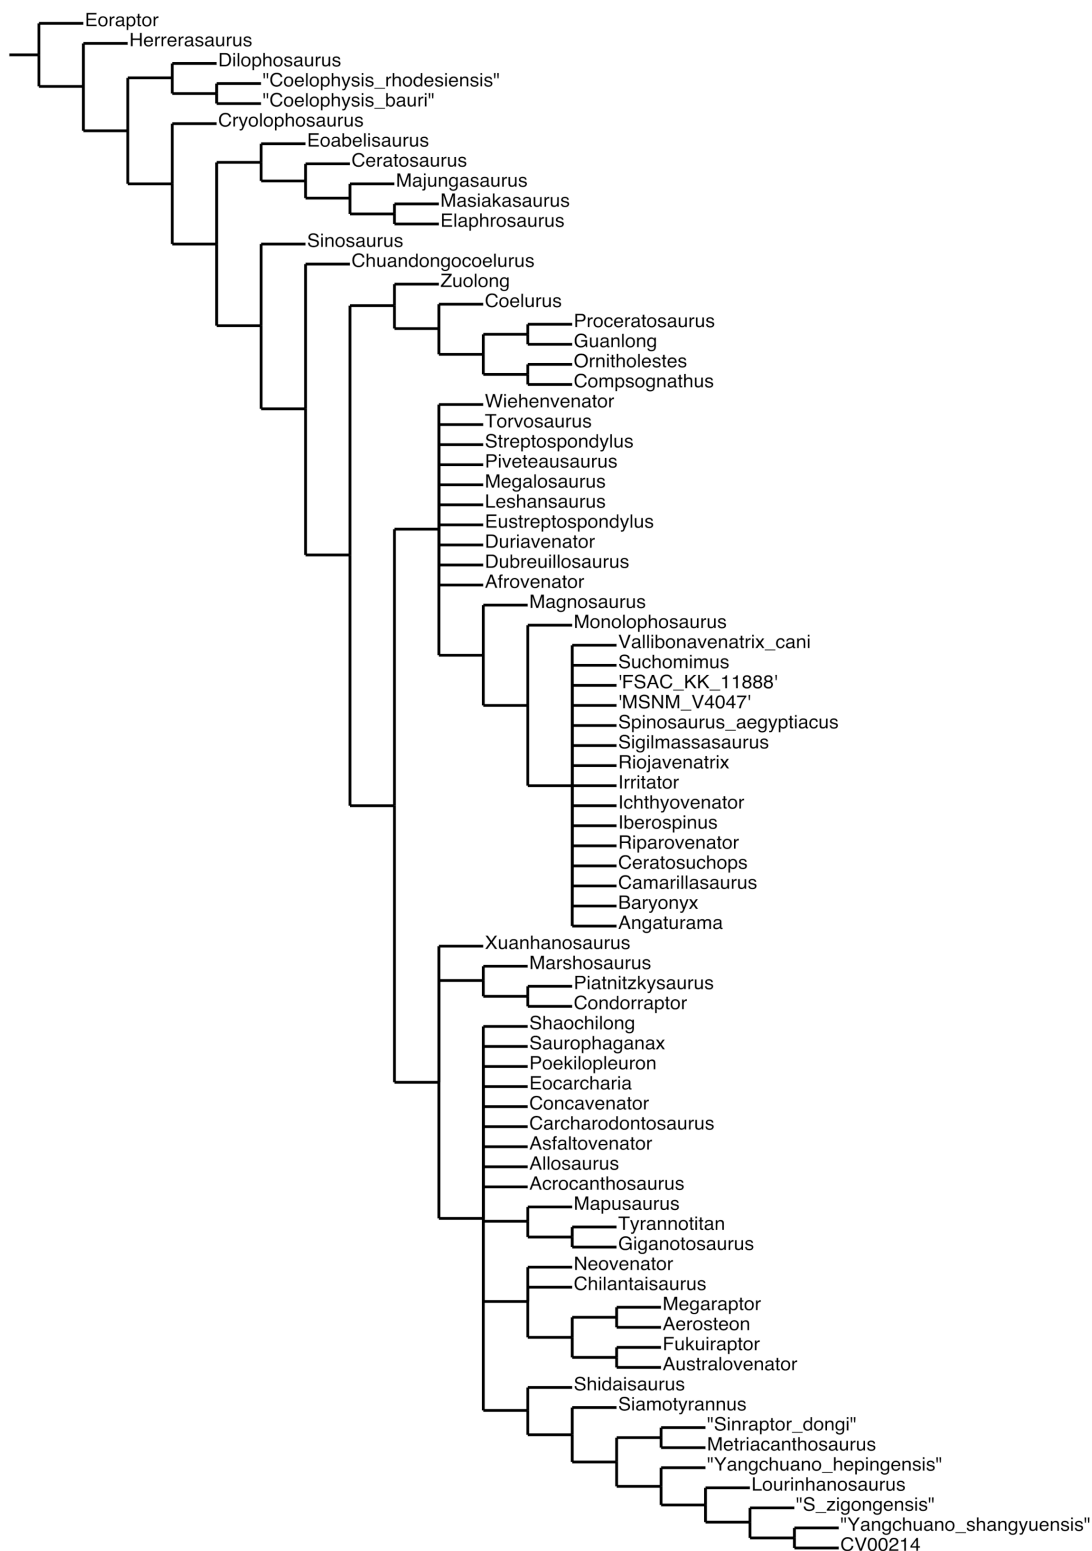 Eoraptor
Herrerasaurus
Dilophosaurus
"Coelophysis_rhodesiensis"
"Coelophysis_bauri"
Cryolophosaurus
Eoabelisaurus
Ceratosaurus
Majungasaurus
Masiakasaurus
Elaphrosaurus
Sinosaurus
Chuandongocoelurus
Zuolong
Coelurus
Proceratosaurus
Guanlong
Ornitholestes
Compsognathus
Wiehenvenator
Torvosaurus
Streptospondylus
Piveteausaurus
Megalosaurus
Leshansaurus
Eustreptospondylus
Duriavenator
Dubreuillosaurus
Afrovenator
Magnosaurus
Monolophosaurus
Vallibonavenatrix_cani
Suchomimus
'FSAC_KK_11888'
'MSNM_V4047'
Spinosaurus_aegyptiacus
Sigilmassasaurus
Riojavenatrix
Irritator
Ichthyovenator
Iberospinus
Riparovenator
Ceratosuchops
Camarillasaurus
Baryonyx
Angaturama
Xuanhanosaurus
Marshosaurus
Piatnitzkysaurus
Condorraptor
Shaochilong
Saurophaganax
Poekilopleuron
Eocarcharia
Concavenator
Carcharodontosaurus
Asfaltovenator
Allosaurus
Acrocanthosaurus
Mapusaurus
Tyrannotitan
Giganotosaurus
Neovenator
Chilantaisaurus
Megaraptor
Aerosteon
Fukuiraptor
Australovenator
Shidaisaurus
Siamotyrannus
"Sinraptor_dongi"
Metriacanthosaurus
"Yangchuano_hepingensis"
Lourinhanosaurus
"S_zigongensis"
"Yangchuano_shangyuensis"
CV00214